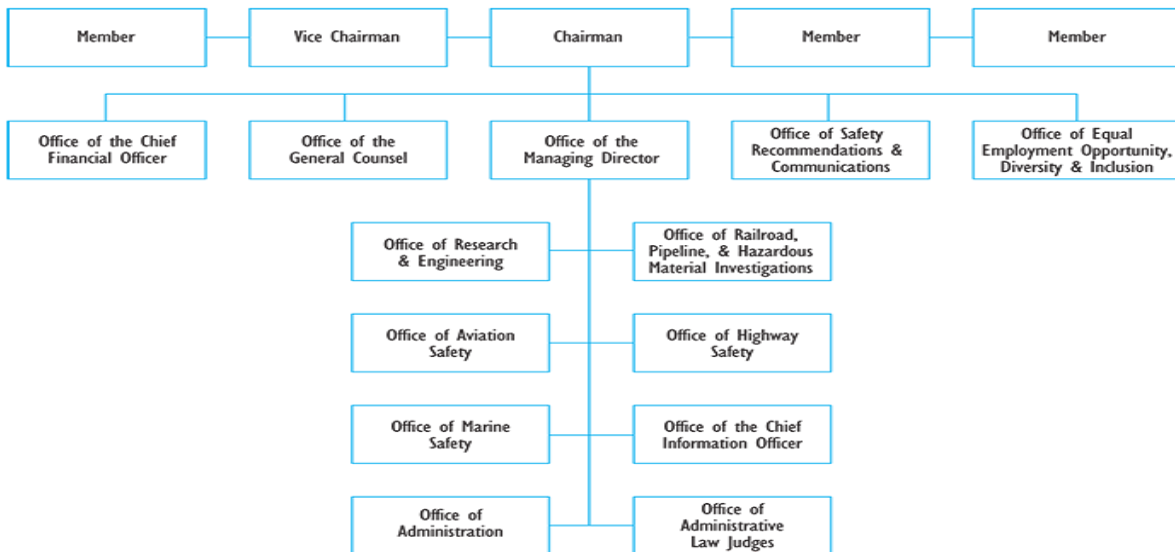 Member
Vice Chairman
Chairman
Member
Member
Office of the Chief
Financial Officer
Office of the
General Counsel
Office of the
Managing Director
Office of Safety
Recommendations &
Communications
Office of Equal
Employment Opportunity,
Diversity & Inclusion
Office of Research
& Engineering
Office of Railroad,
Pipeline, & Hazardous
Material Investigations
Office of Aviation
Safety
Office of Highway
Safety
Office of Marine
Safety
Office of the Chief
Information Officer
Office of
Administration
Office of
Administrative
Law Judges